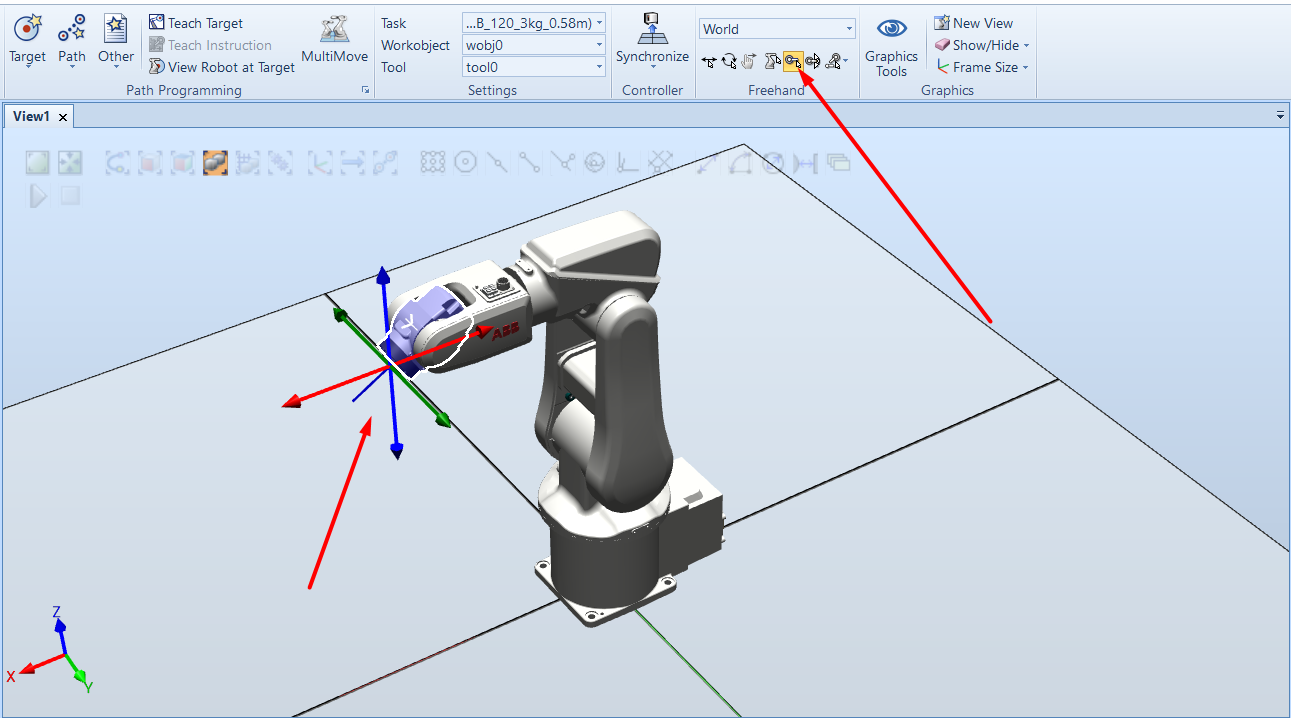 Target
Path
Other
Teach Target
Teach Instruction
View Robot at Target
MultiMove
Path Programming
Task
...B_120_3kg_0.58m)
Workobject
wobj0
Tool
tool0
Settings
Synchronize
Controller
World
Freehand
Graphics
Tools
New View
Show/Hide
Frame Size
Graphics
View1
ABB
Z
X
Y